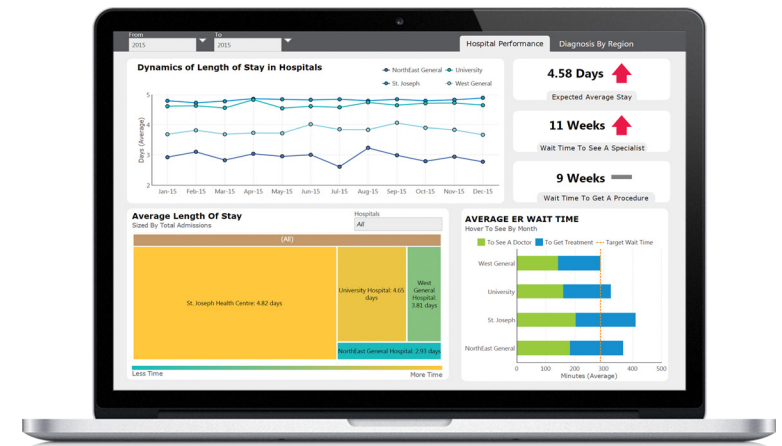 From
To
2015
2015
Hospital Performance
Diagnosis By Region
Dynamics of Length of Stay in Hospitals
NorthEast General
University
St. Joseph
West General
5
4
3
2
Days (Average)
Jan-15 Feb-15 Mar-15 Apr-15 May-15 Jun-15 Jul-15 Aug-15 Sep-15 Oct-15 Nov-15 Dec-15
4.58 Days
Expected Average Stay
11 Weeks
Wait Time To See A Specialist
9 Weeks
Wait Time To Get A Procedure
Average Length Of Stay
Sized By Total Admissions
Hospitals
All
(All)
St. Joseph Health Centre: 4.82 days
University Hospital: 4.65
days
West
General
Hospital:
3.81 days
NorthEast General Hospital: 2.93 days
Less Time
More Time
AVERAGE ER WAIT TIME
Hover To See By Month
To See A Doctor
To Get Treatment
Target Wait Time
West General
University
St. Joseph
NorthEast General
0 100 200 300 400 500
Minutes (Average)